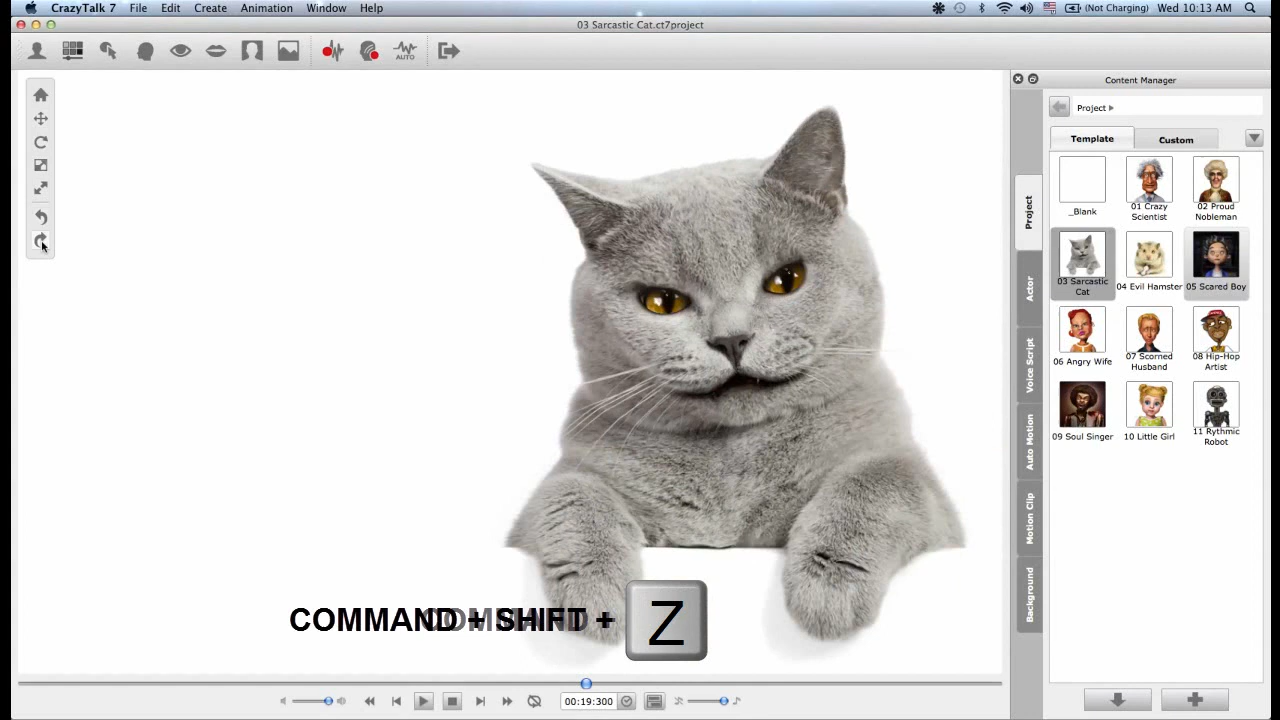 CrazyTalk 7 File Edit Create Animation Window Help (Not Charging) Wed 10:13 AM
03 Sarcastic Cat.ct7project
AUTO
Content Manager
Project
Template Custom
_Blank
01 Crazy
Scientist
02 Proud
Nobleman
03 Sarcastic
Cat
04 Evil Hamster
05 Scared Boy
06 Angry Wife
07 Scorned
Husband
08 Hip-Hop
Artist
09 Soul Singer
10 Little Girl
11 Rythmic
Robot
Project
Actor
Voice Script
Auto Motion
Motion Clip
Background
COMMAND + SHIFT + Z
00:19:300